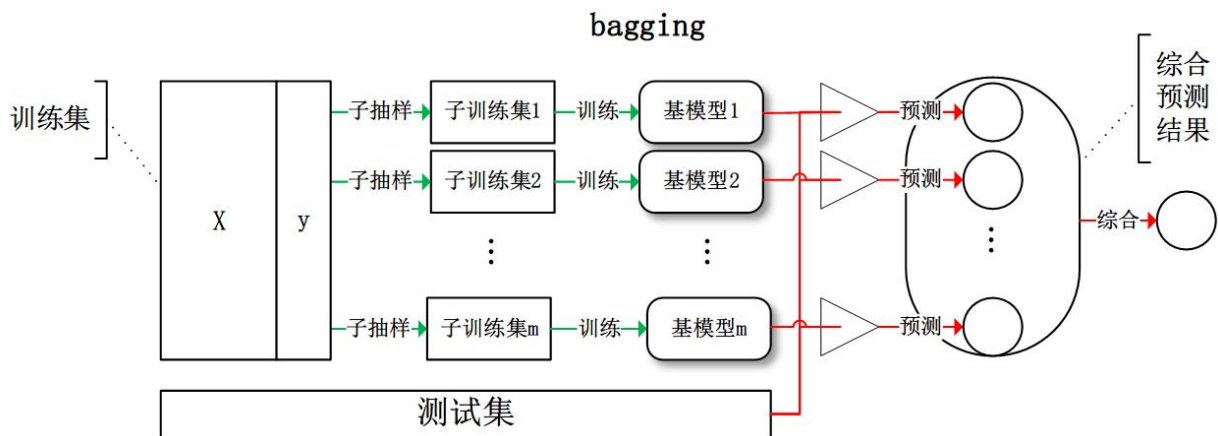 bagging
训练集
X
y
子抽样
子训练集1
训练
基模型1
预测
综合
预测
结果
子抽样
子训练集2
训练
基模型2
预测
综合
子抽样
子训练集m
训练
基模型m
预测
测试集